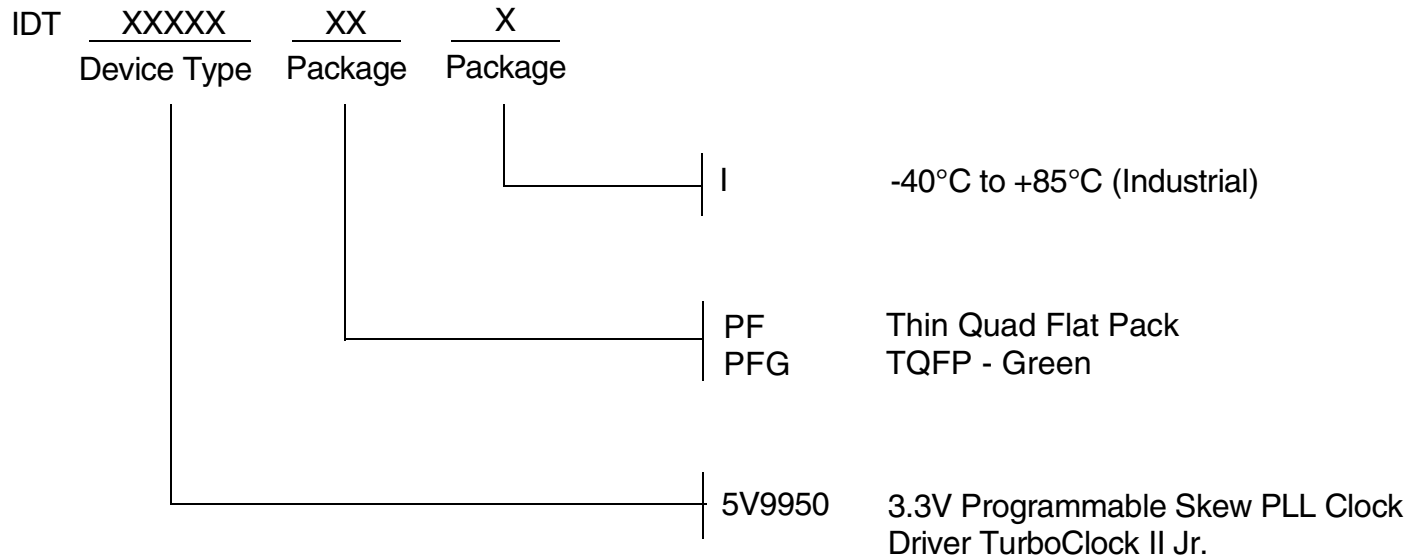 IDT XXXXX XX X
Device Type Package Package
I -40°C to +85°C (Industrial)
PF Thin Quad Flat Pack
PFG TQFP - Green
5V9950 3.3V Programmable Skew PLL Clock
Driver TurboClock II Jr.